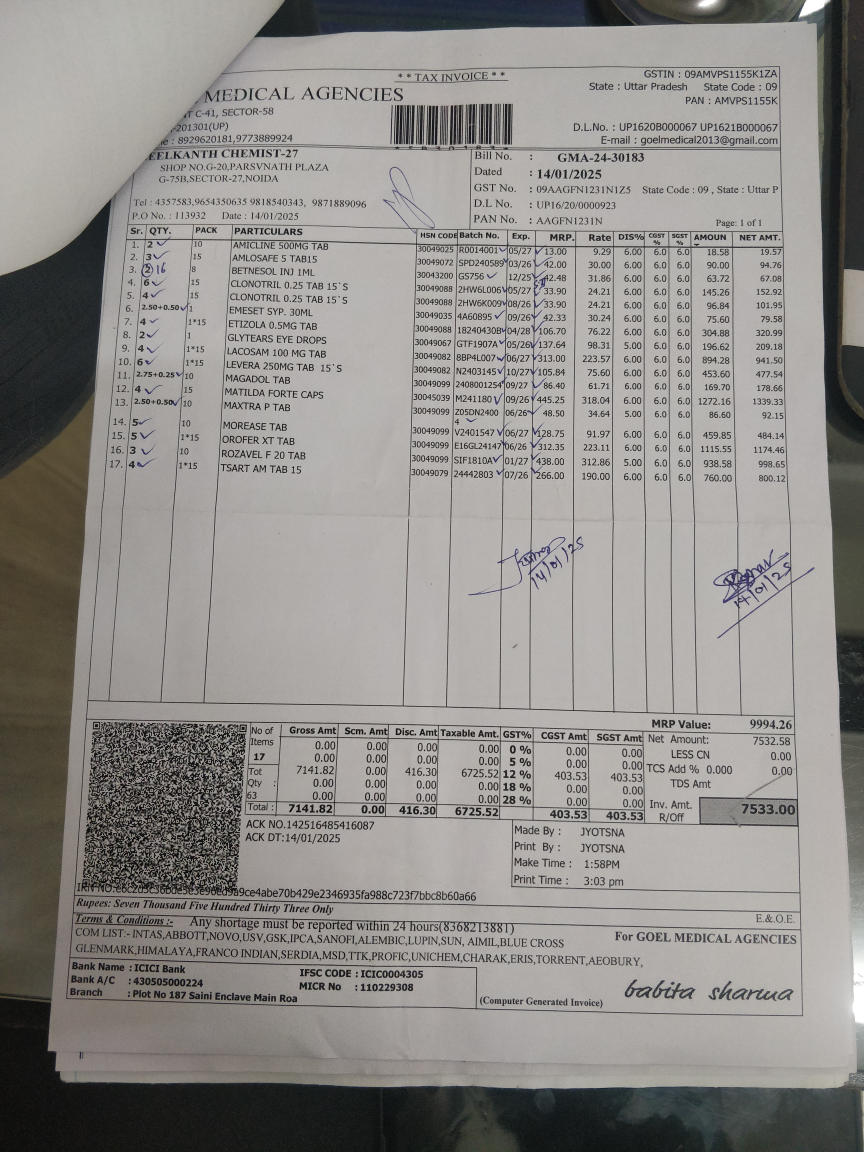 * * TAX INVOICE * *
GSTIN : 09AMVPS1155K1ZA
State : Uttar Pradesh State Code : 09
PAN : AMVPS1155K
MEDICAL AGENCIES
C-41, SECTOR-58
-201301(UP)
: 8929620181,9773889924
D.L.No. : UP1620B000067 UP1621B000067
E-mail : goelmedical2013@gmail.com
EELKANTH CHEMIST-27
SHOP NO.G-20,PARSVNATH PLAZA
G-75B,SECTOR-27,NOIDA
Tel : 4357583,9654350635 9818540343, 9871889096
P.O No. : 113932 Date : 14/01/2025
Bill No. : GMA-24-30183
Dated : 14/01/2025
GST No. : 09AAGFN1231N1Z5 State Code : 09 , State : Uttar P
D.L No. : UP16/20/0000923
PAN No. : AAGFN1231N
Page: 1 of 1
Sr. QTY. PACK PARTICULARS HSN CODE Batch No. Exp. MRP. Rate DIS% CGST % SGST % AMOUN NET AMT.
1. 2 10 AMICLINE 500MG TAB 30049025 R0014001 05/27 13.00 9.29 6.00 6.0 6.0 18.58 19.57
2. 3 15 AMLOSAFE 5 TAB15 30049072 SPD240589 03/26 42.00 30.00 6.00 6.0 6.0 90.00 94.76
3. 2 16 8 BETNESOL INJ 1ML 30043200 GS756 12/25 42.48 31.86 6.00 6.0 6.0 63.72 67.08
4. 6 15 CLONOTRIL 0.25 TAB 15`S 30049088 2HW6L006 05/27 33.90 24.21 6.00 6.0 6.0 145.26 152.92
5. 4 15 CLONOTRIL 0.25 TAB 15`S 30049088 2HW6K009 08/26 33.90 24.21 6.00 6.0 6.0 96.84 101.95
6. 2.50+0.50 1 EMESET SYP. 30ML 30049035 4A60895 09/26 42.33 30.24 6.00 6.0 6.0 75.60 79.58
7. 4 1*15 ETIZOLA 0.5MG TAB 30049088 18240430B 04/28 106.70 76.22 6.00 6.0 6.0 304.88 320.99
8. 2 1 GLYTEARS EYE DROPS 30049067 GTF1907A 05/26 137.64 98.31 5.00 6.0 6.0 196.62 209.18
9. 4 1*15 LACOSAM 100 MG TAB 30049082 8BP4L007 06/27 313.00 223.57 6.00 6.0 6.0 894.28 941.50
10. 6 1*15 LEVERA 250MG TAB 15`S 30049082 N2403145 10/27 105.84 75.60 6.00 6.0 6.0 453.60 477.54
11. 2.75+0.25 10 MAGADOL TAB 30049099 2408001254 09/27 86.40 61.71 6.00 6.0 6.0 169.70 178.66
12. 4 15 MATILDA FORTE CAPS 30045039 M241180 09/26 445.25 318.04 6.00 6.0 6.0 1272.16 1339.33
13. 2.50+0.50 10 MAXTRA P TAB 30049099 Z05DN2400 06/26 48.50 34.64 5.00 6.0 6.0 86.60 92.15
4
14. 5 10 MOREASE TAB 30049099 V2401547 06/27 128.75 91.97 6.00 6.0 6.0 459.85 484.14
15. 5 1*15 OROFER XT TAB 30049099 E16GL24147 06/26 312.35 223.11 6.00 6.0 6.0 1115.55 1174.46
16. 3 10 ROZAVEL F 20 TAB 30049099 SIF1810A 01/27 438.00 312.86 5.00 6.0 6.0 938.58 998.65
17. 4 1*15 TSART AM TAB 15 30049079 24442803 07/26 266.00 190.00 6.00 6.0 6.0 760.00 800.12
14/01/25
14/01/25
MRP Value: 9994.26
No of Items 17 Tot Qty : 63
Gross Amt Scm. Amt Disc. Amt Taxable Amt. GST% CGST Amt SGST Amt
0.00 0.00 0.00 0.00 0 % 0.00 0.00
0.00 0.00 0.00 0.00 5 % 0.00 0.00
7141.82 0.00 416.30 6725.52 12 % 403.53 403.53
0.00 0.00 0.00 0.00 18 % 0.00 0.00
0.00 0.00 0.00 0.00 28 % 0.00 0.00
Total : 7141.82 0.00 416.30 6725.52 403.53 403.53
Net Amount: 7532.58
LESS CN 0.00
TCS Add % 0.000 0.00
TDS Amt
Inv. Amt. 7533.00
R/Off
ACK NO.142516485416087
ACK DT:14/01/2025
Made By : JYOTSNA
Print By : JYOTSNA
Make Time : 1:58PM
Print Time : 3:03 pm
Rupees: Seven Thousand Five Hundred Thirty Three Only
E.&.O.E.
Terms & Conditions :- Any shortage must be reported within 24 hours(8368213881)
COM LIST:- INTAS,ABBOTT,NOVO,USV,GSK,IPCA,SANOFI,ALEMBIC,LUPIN,SUN, AIMIL,BLUE CROSS
GLENMARK,HIMALAYA,FRANCO INDIAN,SERDIA,MSD,TTK,PROFIC,UNICHEM,CHARAK,ERIS,TORRENT,AEOBURY,
For GOEL MEDICAL AGENCIES
Bank Name : ICICI Bank
Bank A/C : 430505000224
Branch : Plot No 187 Saini Enclave Main Roa
IFSC CODE : ICIC0004305
MICR No : 110229308
(Computer Generated Invoice)
babita sharma